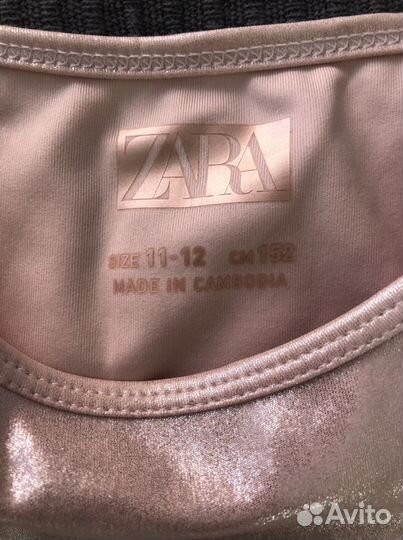 ZARA
SIZE 11-12 CM 152
MADE IN CAMBODIA
Avito